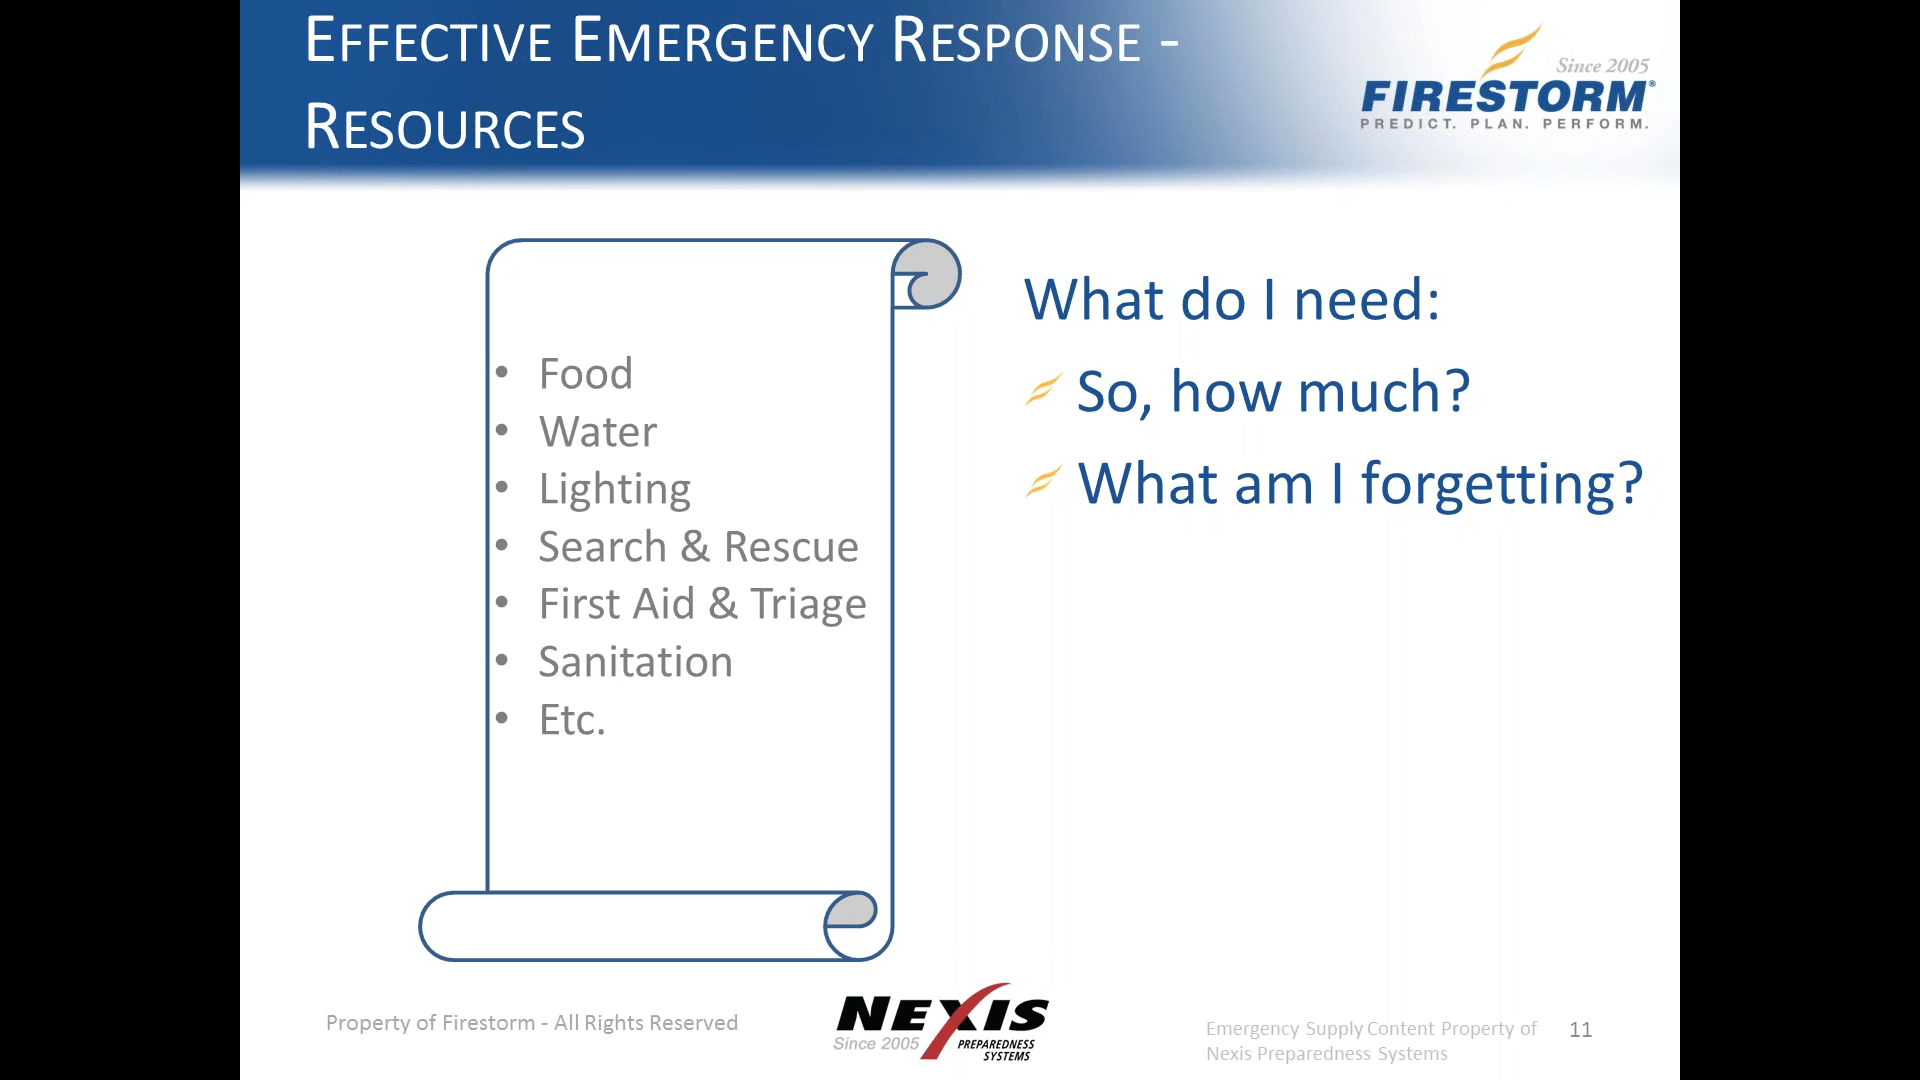 EFFECTIVE EMERGENCY RESPONSE -
RESOURCES
Since 2005
FIRESTORM®
PREDICT. PLAN. PERFORM.
• Food
• Water
• Lighting
• Search & Rescue
• First Aid & Triage
• Sanitation
• Etc.
What do I need:
So, how much?
What am I forgetting?
Property of Firestorm - All Rights Reserved
NEXIS
Since 2005
PREPAREDNESS
SYSTEMS
Emergency Supply Content Property of
Nexis Preparedness Systems
11